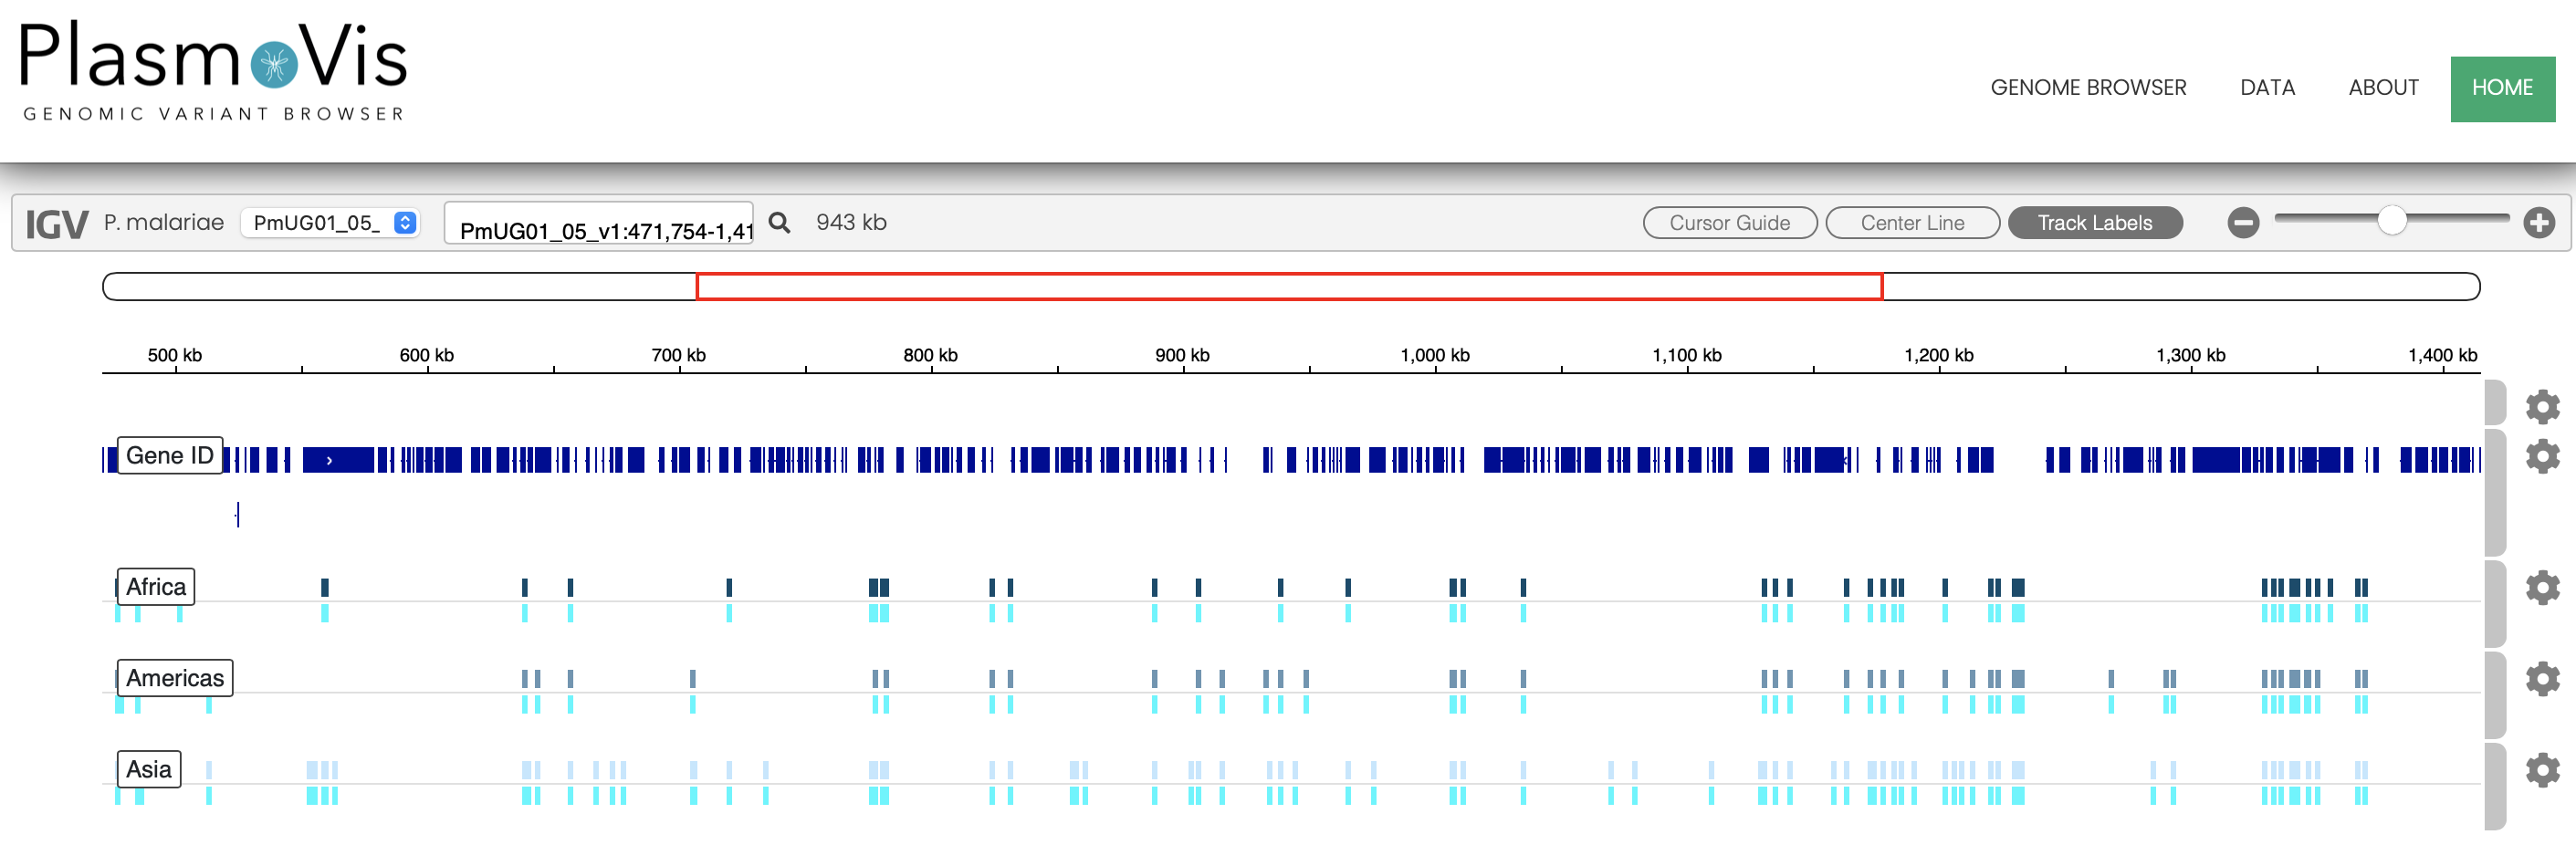 PlasmoVis
GENOMIC VARIANT BROWSER
GENOME BROWSER DATA ABOUT HOME
IGV P. malariae PmUG01_05_ PmUG01_05_v1:471,754-1,41 943 kb Cursor Guide Center Line Track Labels
500 kb 600 kb 700 kb 800 kb 900 kb 1,000 kb 1,100 kb 1,200 kb 1,300 kb 1,400 kb
Gene ID
Africa
Americas
Asia